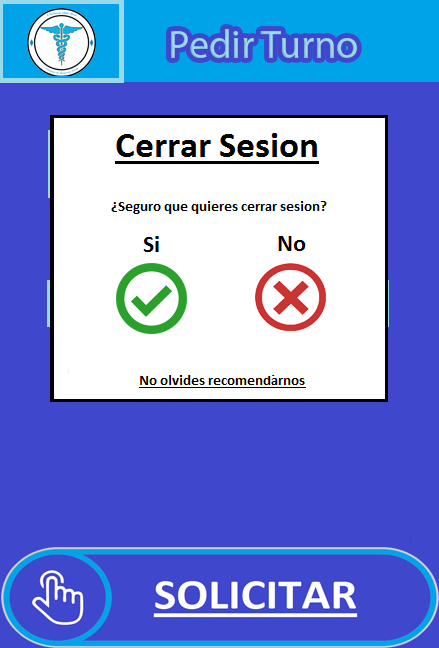 Pedir Turno
Cerrar Sesion
¿Seguro que quieres cerrar sesion?
Si
No
No olvides recomendarnos
SOLICITAR